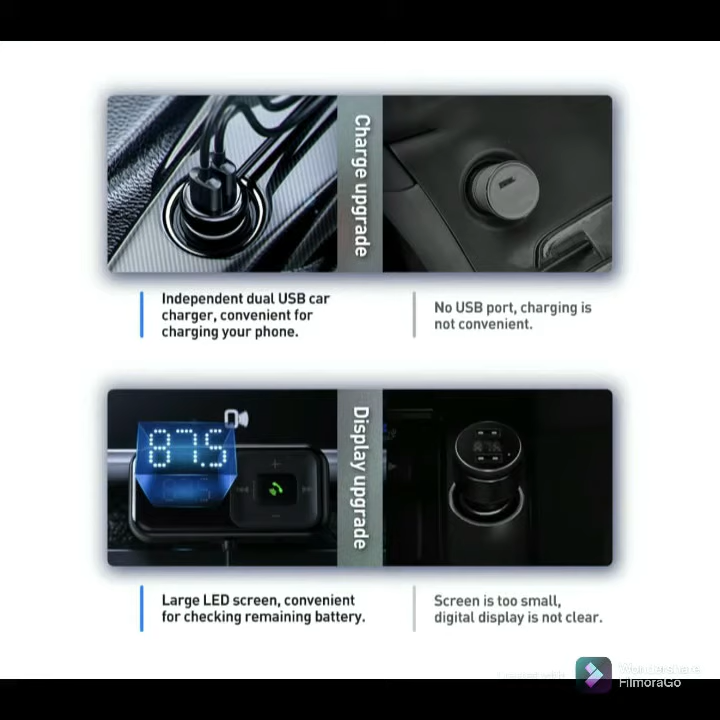 Charge upgrade
Independent dual USB car
charger, convenient for
charging your phone.
No USB port, charging is
not convenient.
87.5
Display upgrade
Large LED screen, convenient
for checking remaining battery.
Screen is too small,
digital display is not clear.
Wondershare
FilmoraGo